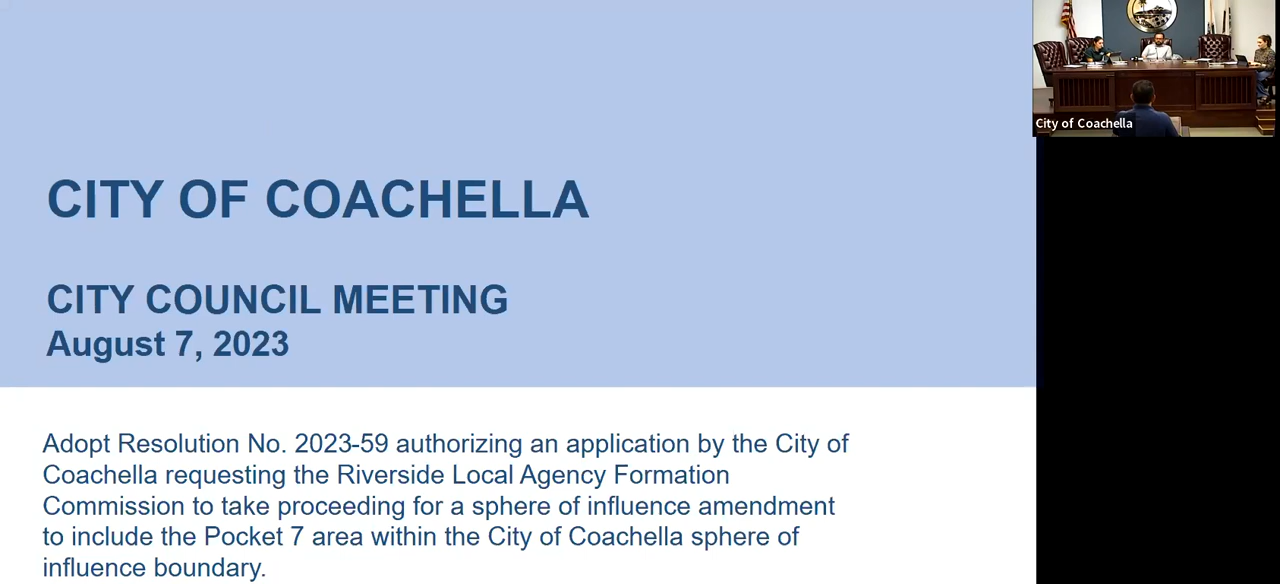 CITY OF COACHELLA
CITY COUNCIL MEETING
August 7, 2023
Adopt Resolution No. 2023-59 authorizing an application by the City of
Coachella requesting the Riverside Local Agency Formation
Commission to take proceeding for a sphere of influence amendment
to include the Pocket 7 area within the City of Coachella sphere of
influence boundary.
City of Coachella